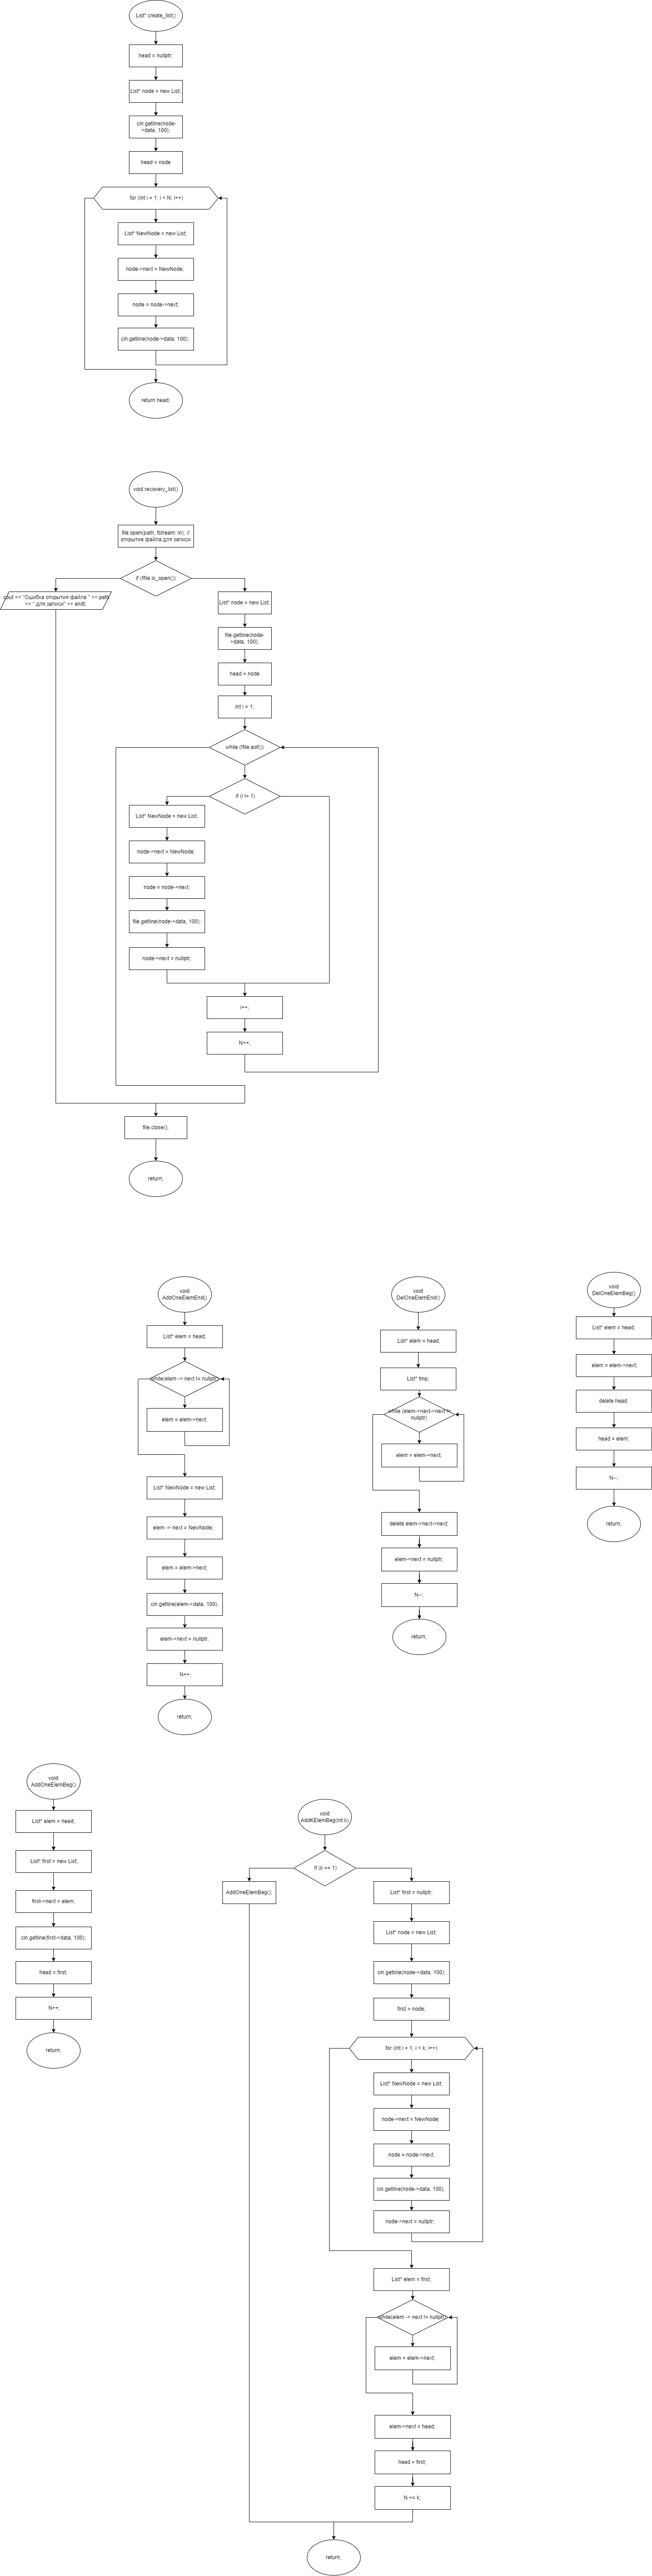 List* create_list()
head = nullptr;
List* node = new List;
cin.getline(node-
>data, 100);
head = node
for (int i = 1; i < N; i++)
List* NewNode = new List;
node->next = NewNode;
node = node->next;
cin.getline(node->data, 100);
return head;
void recovery_list()
file.open(path, fstream::in); //
открытие файла для записи
if (!file.is_open())
cout << "Ошибка открытия файла " << path
<< " для записи" << endl;
List* node = new List;
file.getline(node-
>data, 100);
head = node
int i = 1;
while (!file.eof())
if (i != 1)
List* NewNode = new List;
node->next = NewNode;
node = node->next;
file.getline(node->data, 100);
node->next = nullptr;
i++;
N++;
file.close();
return;
void
AddOneElemEnd()
List* elem = head;
while(elem -> next != nullptr)
elem = elem->next;
List* NewNode = new List;
elem -> next = NewNode;
elem = elem->next;
cin.getline(elem->data, 100);
elem->next = nullptr;
N++;
return;
void
DelOneElemEnd()
List* elem = head;
List* tmp;
while (elem->next->next !=
nullptr)
elem = elem->next;
delete elem->next->next;
elem->next = nullptr;
N--;
return;
void
DelOneElemBeg()
List* elem = head;
elem = elem->next;
delete head;
head = elem;
N--;
return;
void
AddOneElemBeg()
List* elem = head;
List* first = new List;
first->next = elem;
cin.getline(first->data, 100);
head = first;
N++;
return;
void
AddKElemBeg(int k)
if (k == 1)
AddOneElemBeg();
List* first = nullptr;
List* node = new List;
cin.getline(node->data, 100);
first = node;
for (int i = 1; i < k; i++)
List* NewNode = new List;
node->next = NewNode;
node = node->next;
cin.getline(node->data, 100);
node->next = nullptr;
List* elem = first;
while(elem -> next != nullptr)
elem = elem->next;
elem->next = head;
head = first;
N += k;
return;